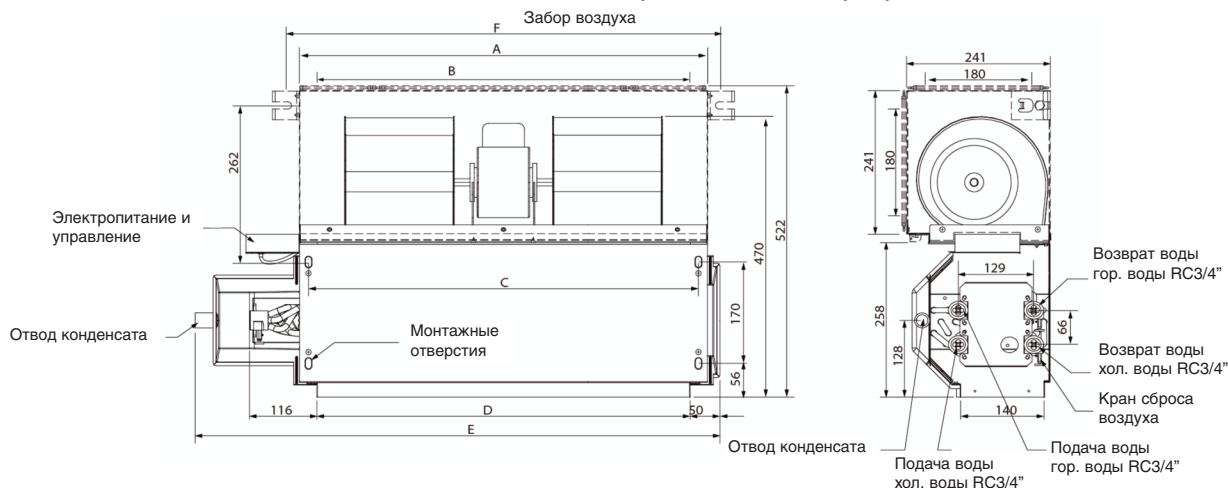 Забор воздуха
F
A
B
241
180
262
241
180
522
470
Электропитание и
управление
C
170
56
258
128
129
66
Возврат воды
гор. воды RC3/4”
Отвод конденсата
Монтажные
отверстия
Возврат воды
хол. воды RC3/4”
Кран сброса
воздуха
116
D
50
E
140
Отвод конденсата
Подача воды
хол. воды RC3/4”
Подача воды
гор. воды RC3/4”